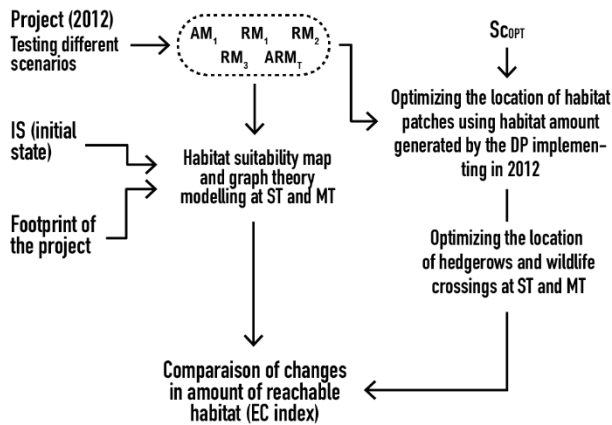 Project (2012)
Testing different
scenarios
AM₁ RM₁ RM₂
RM₃ ARM_T
IS (initial
state)
Footprint of
the project
Habitat suitability map
and graph theory
modelling at ST and MT
Sc_OPT
Optimizing the location of habitat
patches using habitat amount
generated by the DP implemen-
ting in 2012
Optimizing the location
of hedgerows and wildlife
crossings at ST and MT
Comparaison of changes
in amount of reachable
habitat (EC index)